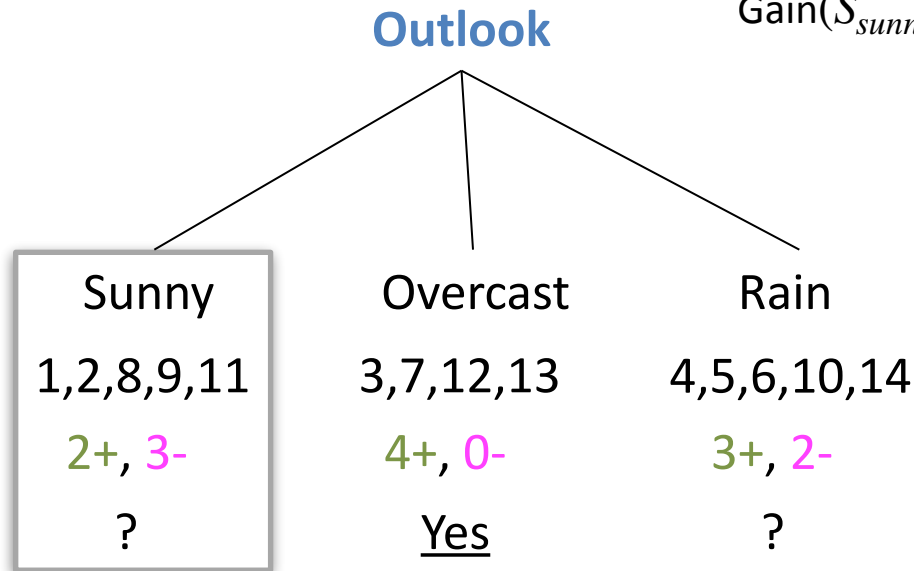 Outlook
Gain(S
Sunny
Overcast
Rain
1,2,8,9,11
3,7,12,13
4,5,6,10,14
2+, 3-
4+, 0-
3+, 2-
?
Yes
?